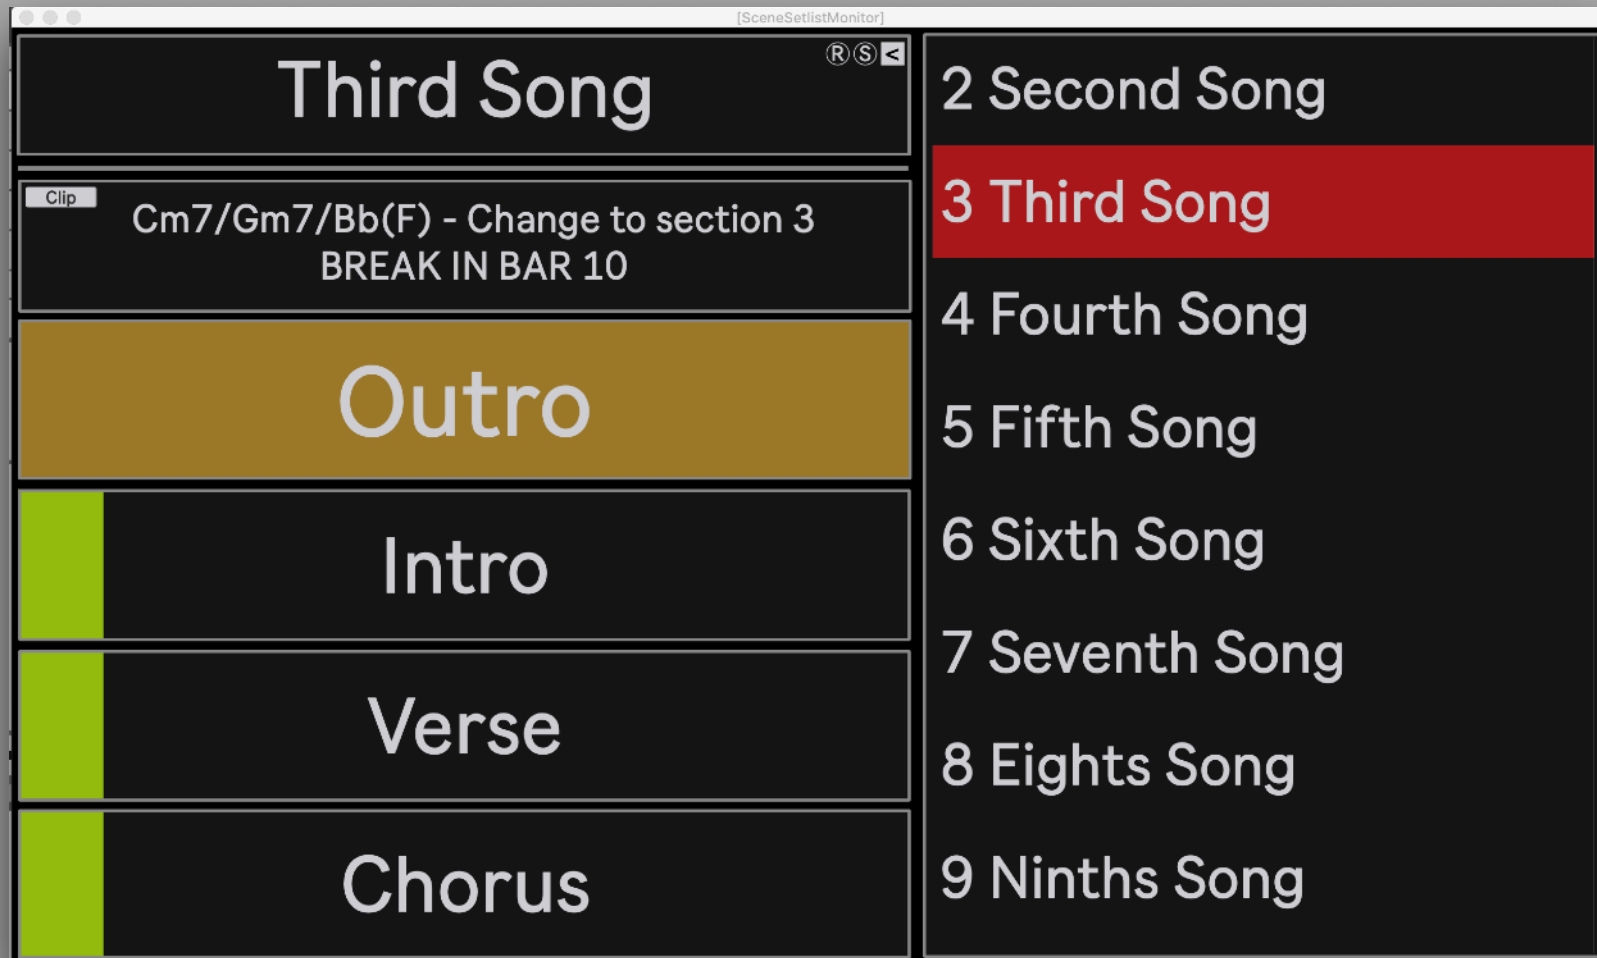 [SceneSetlistMonitor]
Third Song
R S <
Clip
Cm7/Gm7/Bb(F) - Change to section 3
BREAK IN BAR 10
Outro
Intro
Verse
Chorus
2 Second Song
3 Third Song
4 Fourth Song
5 Fifth Song
6 Sixth Song
7 Seventh Song
8 Eights Song
9 Ninths Song